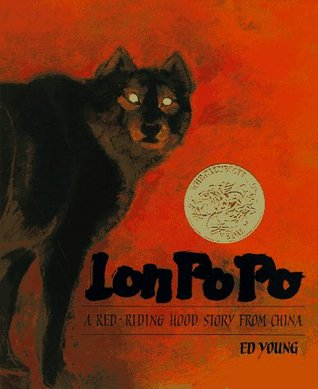 Lon Po Po
A RED-RIDING HOOD STORY FROM CHINA
ED YOUNG